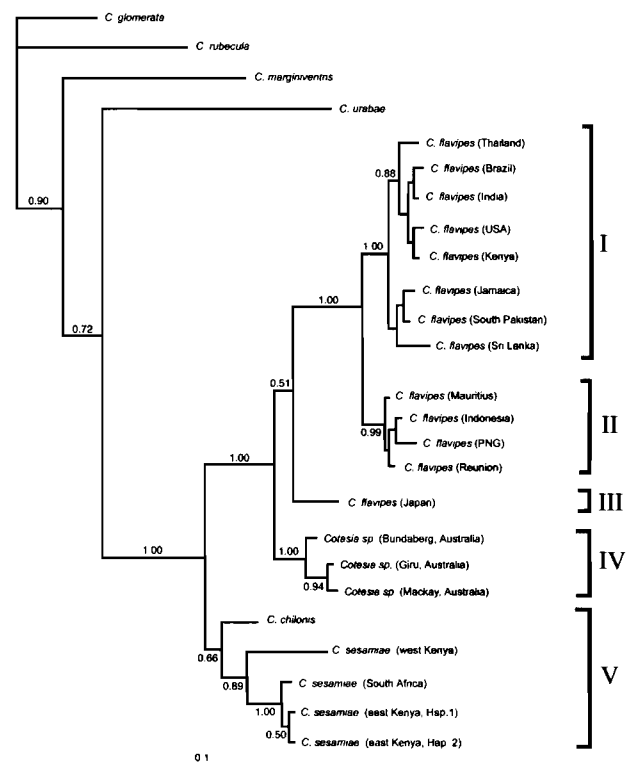 C glomerata
C rubecula
C. marginiventris
C. urabae
C. flavipes (Thailand)
0.88
C flavipes (Brazil)
C flavipes (India)
C. flavipes (USA)
1 00
C. flavipes (Kenya)
I
C. flavipes (Jamaica)
1.00
C flavipes (South Pakistan)
C. flavipes (Sri Lanka)
0.90
0.72
0.51
C flavipes (Mauritius)
C flavipes (Indonesia)
0.99
C flavipes (PNG)
C. flavipes (Reunion)
II
1.00
C flavipes (Japan)
III
Cotesia sp (Bundaberg, Australia)
1.00
1.00
Cotesia sp. (Giru, Australia)
0.94
Cotesia sp (Mackay, Australia)
IV
C. chilonis
0.66
C sesamiae (west Kenya)
0.89
C sesamiae (South Africa)
1.00
C. sesamiae (east Kenya, Hap.1)
0.50
C. sesamiae (east Kenya, Hap 2)
V
0 1